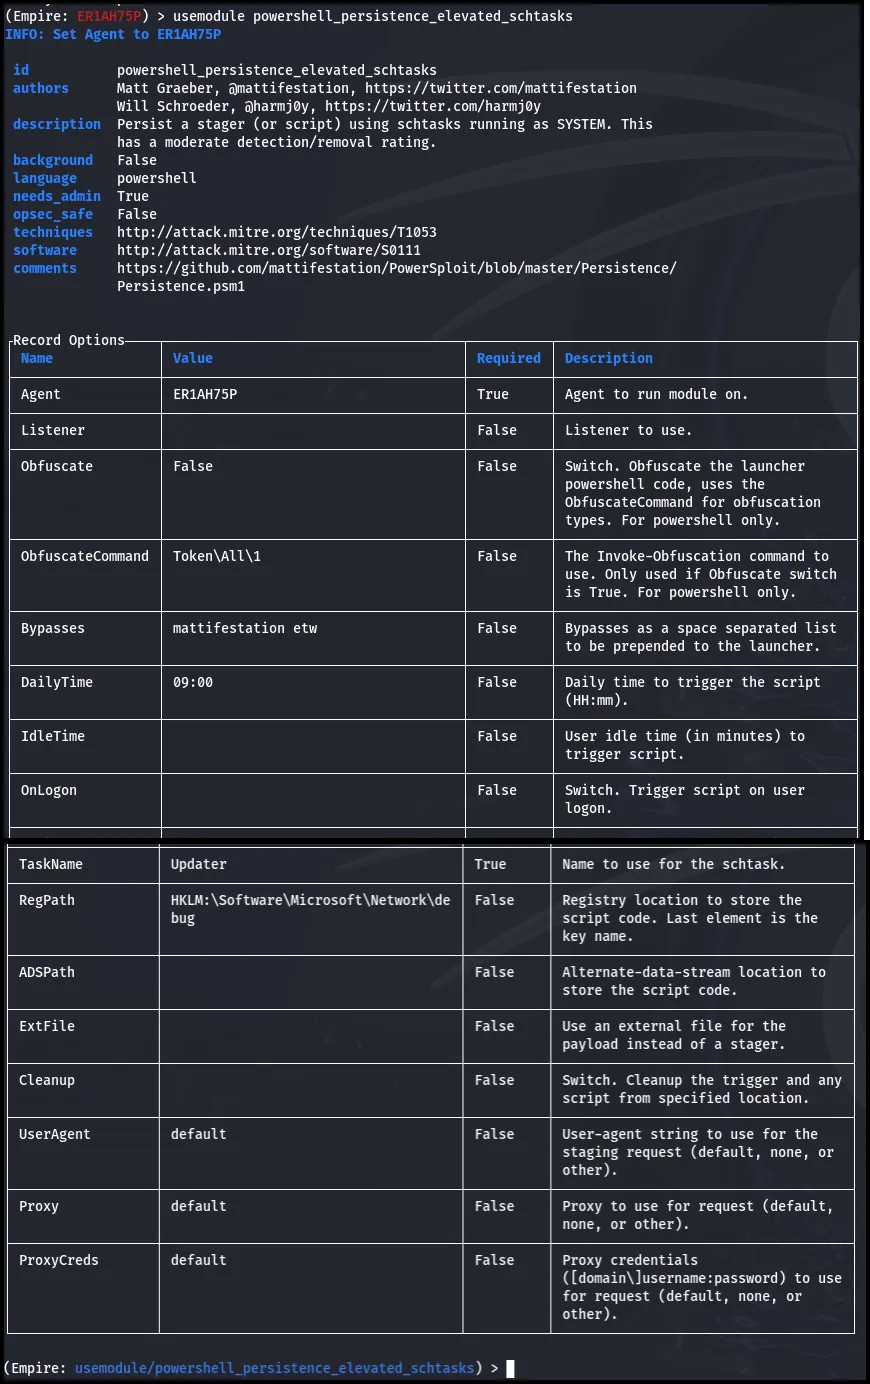 (Empire: ER1AH75P) > usemodule powershell_persistence_elevated_schtasks
INFO: Set Agent to ER1AH75P
id powershell_persistence_elevated_schtasks
authors Matt Graeber, @mattifestation, https://twitter.com/mattifestation
Will Schroeder, @harmj0y, https://twitter.com/harmj0y
description Persist a stager (or script) using schtasks running as SYSTEM. This
has a moderate detection/removal rating.
background False
language powershell
needs_admin True
opsec_safe False
techniques http://attack.mitre.org/techniques/T1053
software http://attack.mitre.org/software/S0111
comments https://github.com/mattifestation/PowerSploit/blob/master/Persistence/
Persistence.psm1
Record Options
Name Value Required Description
Agent ER1AH75P True Agent to run module on.
Listener False Listener to use.
Obfuscate False False Switch. Obfuscate the launcher
powershell code, uses the
ObfuscateCommand for obfuscation
types. For powershell only.
ObfuscateCommand Token\All\1 False The Invoke-Obfuscation command to
use. Only used if Obfuscate switch
is True. For powershell only.
Bypasses mattifestation etw False Bypasses as a space separated list
to be prepended to the launcher.
DailyTime 09:00 False Daily time to trigger the script
(HH:mm).
IdleTime False User idle time (in minutes) to
trigger script.
OnLogon False Switch. Trigger script on user
logon.
TaskName Updater True Name to use for the schtask.
RegPath HKLM:\Software\Microsoft\Network\de False Registry location to store the
bug script code. Last element is the
key name.
ADSPath False Alternate-data-stream location to
store the script code.
ExtFile False Use an external file for the
payload instead of a stager.
Cleanup False Switch. Cleanup the trigger and any
script from specified location.
UserAgent default False User-agent string to use for the
staging request (default, none, or
other).
Proxy default False Proxy to use for request (default,
none, or other).
ProxyCreds default False Proxy credentials
([domain\]username:password) to use
for request (default, none, or
other).
(Empire: usemodule/powershell_persistence_elevated_schtasks) >